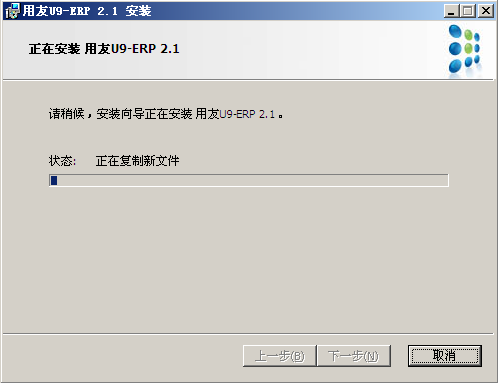 用友U9-ERP 2.1 安装
正在安装 用友U9-ERP 2.1
请稍候，安装向导正在安装 用友U9-ERP 2.1 。
状态: 正在复制新文件
上一步(B) 下一步(N) 取消